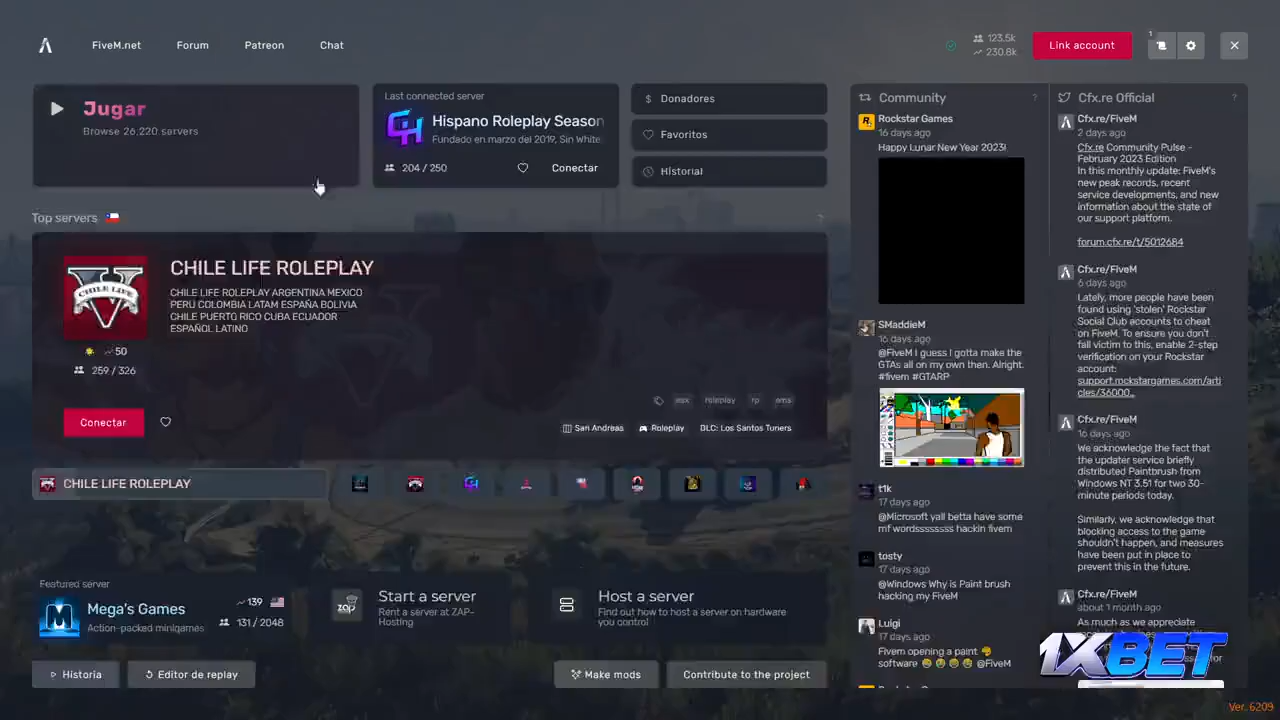 FiveM.net
Forum
Patreon
Chat
123.5k
230.8k
Link account
1
Jugar
Browse 26,220 servers
Last connected server
Hispano Roleplay Season
Fundado en marzo del 2019, Sin White
204 / 250
Conectar
$ Donadores
Favoritos
Historial
Top servers
?
CHILE LIFE
CHILE LIFE ROLEPLAY
CHILE LIFE ROLEPLAY ARGENTINA MEXICO
PERU COLOMBIA LATAM ESPAÑA BOLIVIA
CHILE PUERTO RICO CUBA ECUADOR
ESPAÑOL LATINO
50
259 / 326
Conectar
esx
roleplay
rp
ems
San Andreas
Roleplay
DLC: Los Santos Tuners
CHILE LIFE ROLEPLAY
Featured server
Mega's Games
Action-packed minigames
139
131 / 2048
ZAP
Start a server
Rent a server at ZAP-
Hosting
Host a server
Find out how to host a server on hardware
you control
Historia
Editor de replay
Make mods
Contribute to the project
Community
?
Rockstar Games
16 days ago
Happy Lunar New Year 2023!
SMaddieM
16 days ago
@FiveM I guess I gotta make the
GTAs all on my own then. Alright.
#fivem #GTARP
t1k
17 days ago
@Microsoft yall betta have some
mf wordsssssss hackin fivem
tosty
17 days ago
@Windows Why is Paint brush
hacking my FiveM
Luigi
17 days ago
Fivem opening a paint
software @FiveM
Cfx.re Official
?
Cfx.re/FiveM
2 days ago
Cfx.re Community Pulse -
February 2023 Edition
In this monthly update: FiveM's
new peak records, recent
service developments, and new
information about the state of
our support platform.
forum.cfx.re/t/5012684
Cfx.re/FiveM
6 days ago
Lately, more people have been
found using 'stolen' Rockstar
Social Club accounts to cheat
on FiveM. To ensure you don't
fall victim to this, enable 2-step
verification on your Rockstar
account:
support.rockstargames.com/arti
cles/36000…
Cfx.re/FiveM
16 days ago
We acknowledge the fact that
the updater service briefly
distributed Paintbrush from
Windows NT 3.51 for two 30-
minute periods today.
Similarly, we acknowledge that
blocking access to the game
shouldn't happen, and measures
have been put in place to
prevent this in the future.
Cfx.re/FiveM
about 1 month ago
As much as we appreciate
1XBET
Ver. 6209